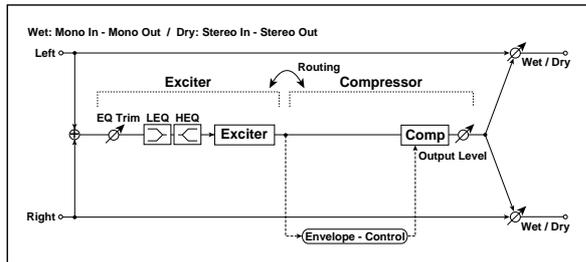 Wet: Mono In - Mono Out / Dry: Stereo In - Stereo Out
Left
Wet / Dry
Routing
Exciter
Compressor
EQ Trim
LEQ
HEQ
Exciter
Comp
Output Level
Right
Wet / Dry
Envelope - Control